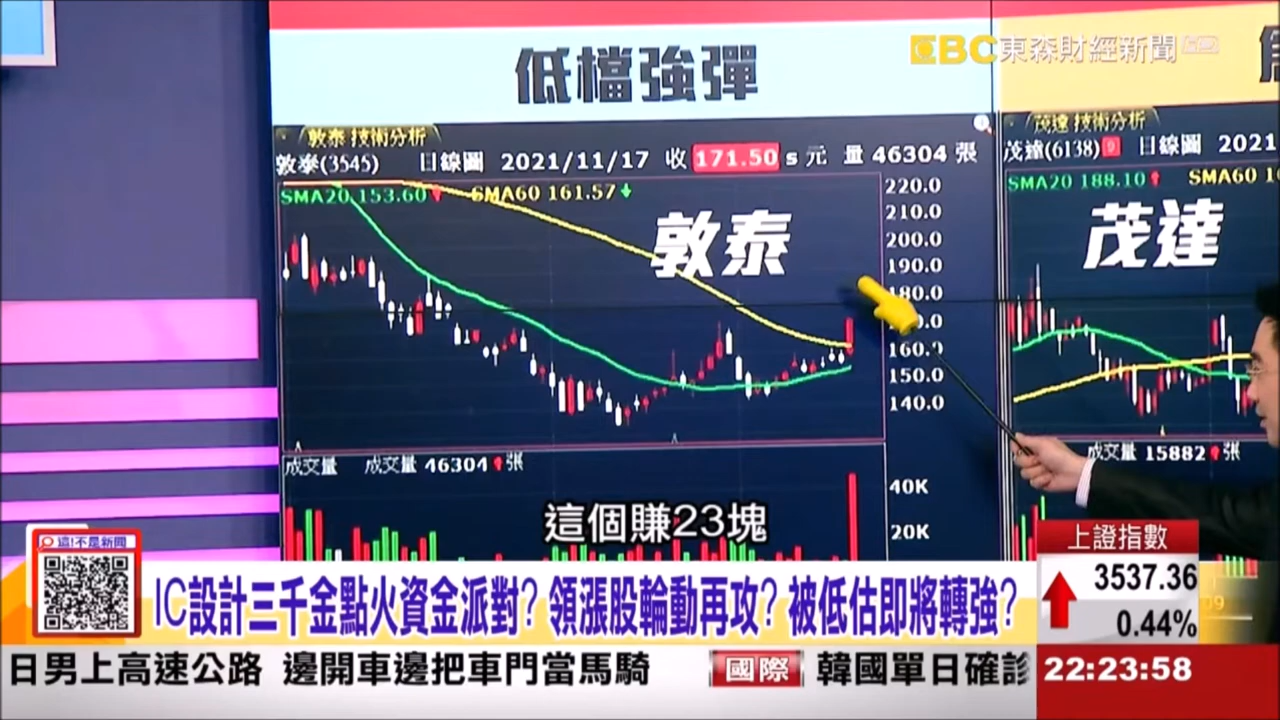 EBC東森財經新聞
低檔強彈
敦泰 技術分析
敦泰(3545) 日線圖 2021/11/17 收 171.50 s 元 量 46304 張
SMA20 153.60 SMA60 161.57
敦泰
220.0
210.0
200.0
190.0
180.0
160.0
150.0
140.0
成交量 成交量 46304 張
40K
20K
茂達 技術分析
茂達(6138) 日線圖 2021
SMA20 188.10 SMA60
茂達
成交量 15882 張
這個賺23塊
這!不是新聞
IC設計三千金點火資金派對? 領漲股輪動再攻? 被低估即將轉強?
上證指數
3537.36
0.44%
日男上高速公路 邊開車邊把車門當馬騎 國際 韓國單日確診
22:23:58